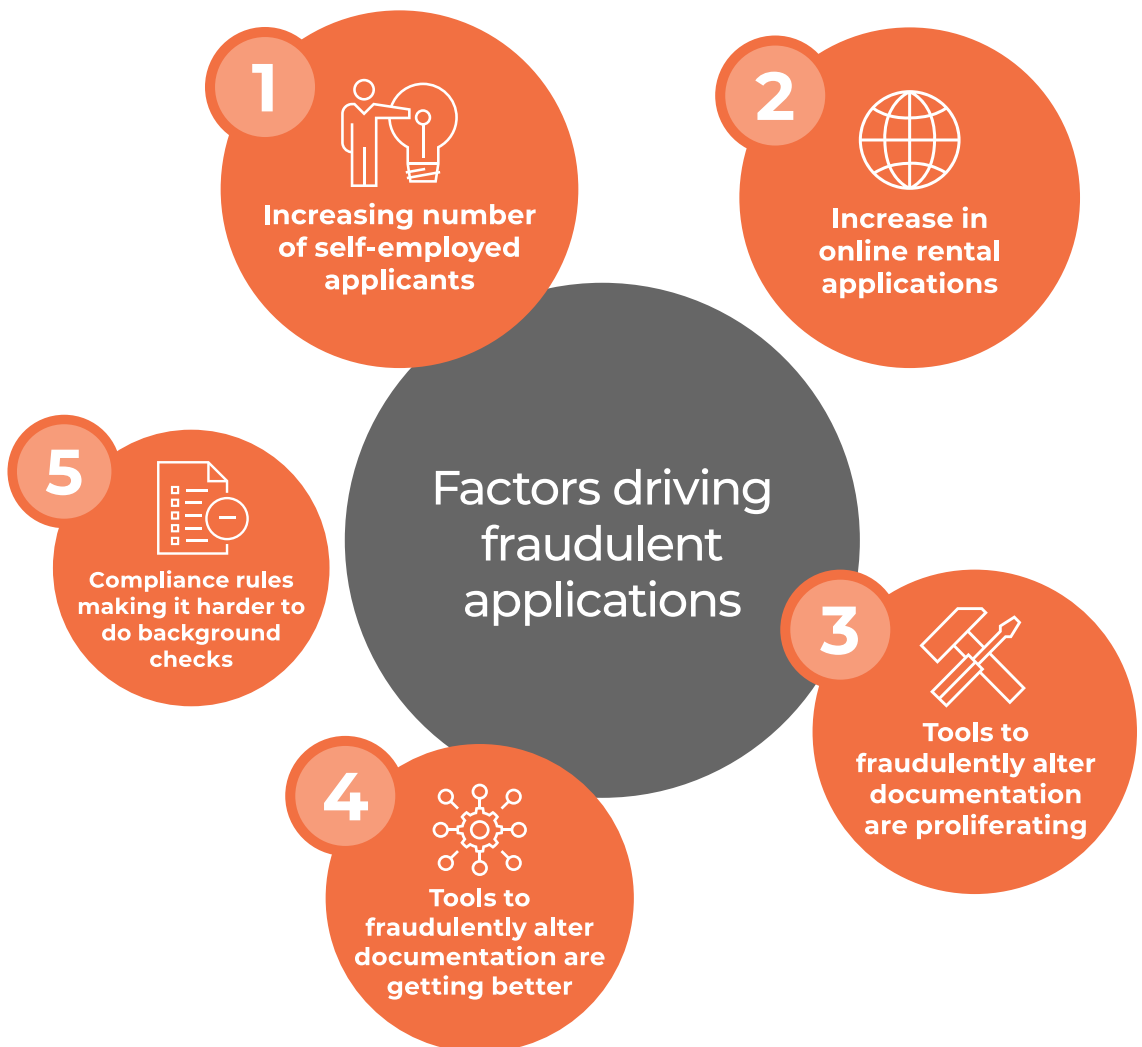 Factors driving
fraudulent
applications
1
Increasing number
of self-employed
applicants
2
Increase in
online rental
applications
3
Tools to
fraudulently alter
documentation
are proliferating
4
Tools to
fraudulently alter
documentation are
getting better
5
Compliance rules
making it harder to
do background
checks